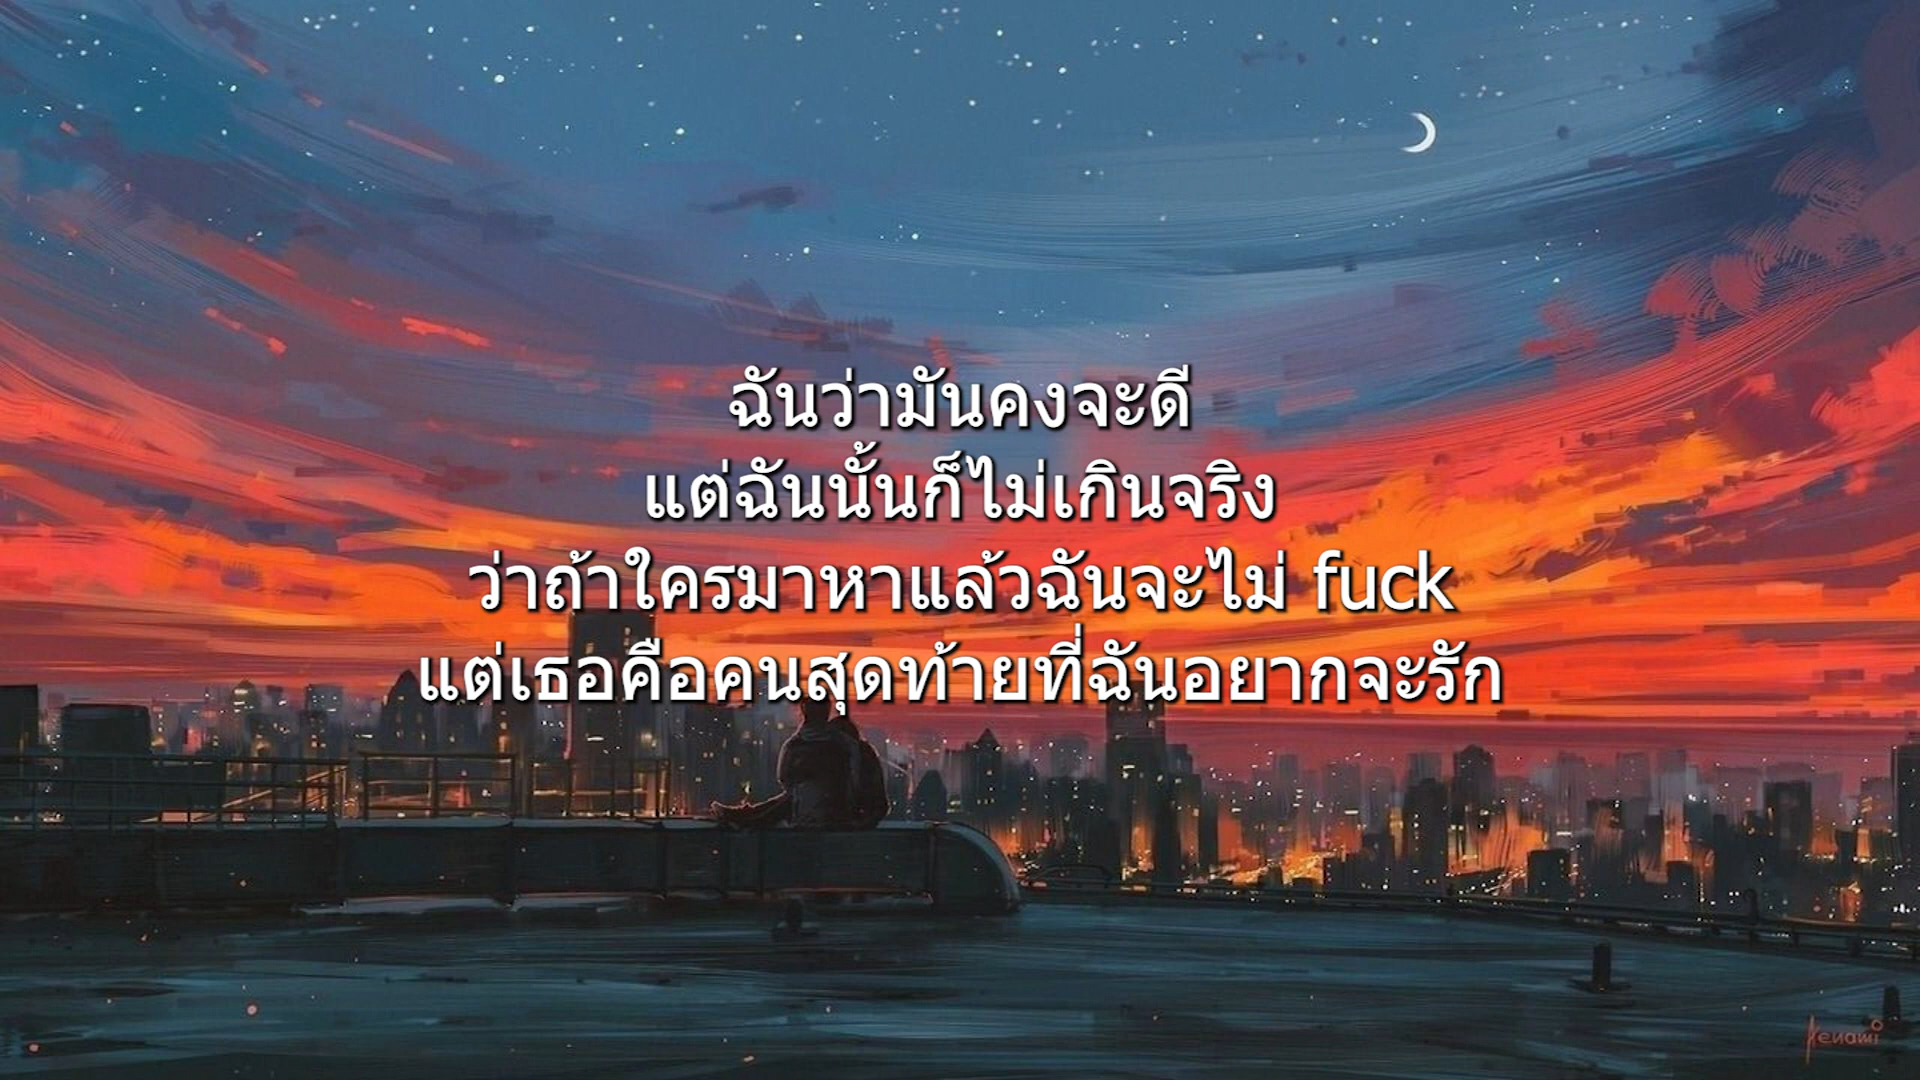 ฉันว่ามันคงจะดี
แต่ฉันนั้นก็ไม่เกินจริง
ว่าถ้าใครมาหาแล้วฉันจะไม่ fuck
แต่เธอคือคนสุดท้ายที่ฉันอยากจะรัก
Aenami